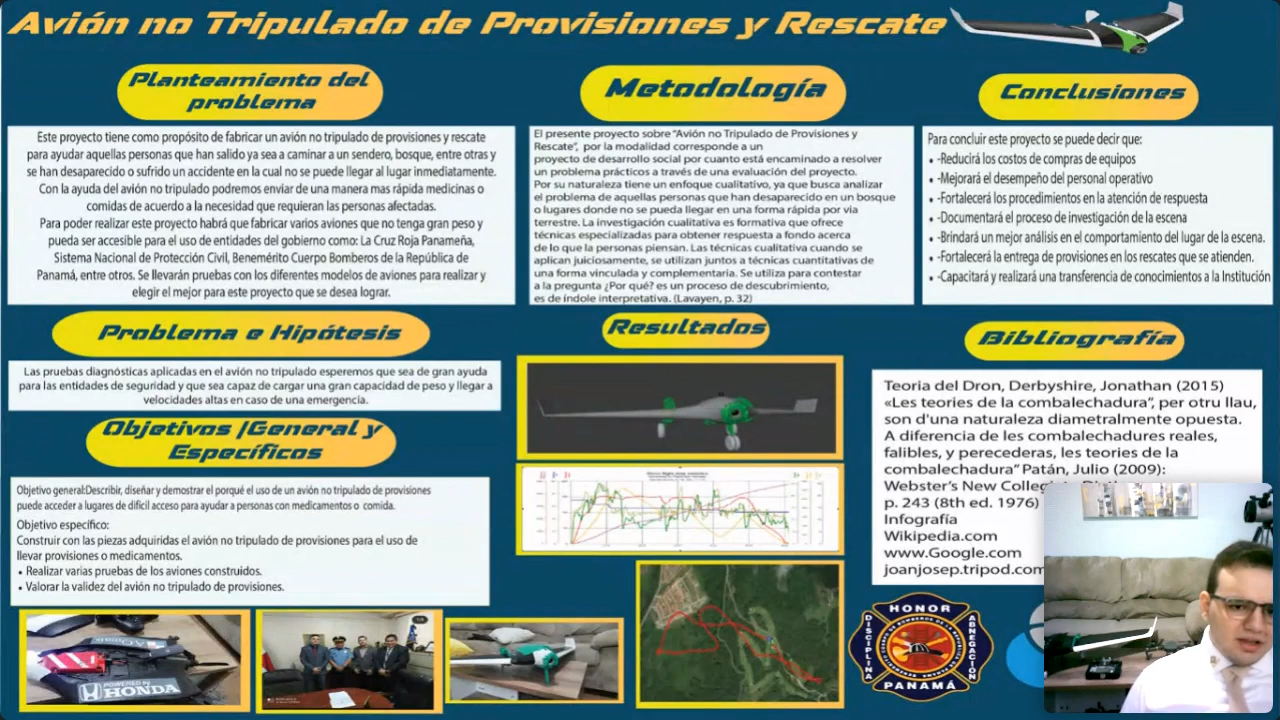 Avión no Tripulado de Provisiones y Rescate
Planteamiento del
problema
Este proyecto tiene como propósito de fabricar un avión no tripulado de provisiones y rescate
para ayudar aquellas personas que han salido ya sea a caminar a un sendero, bosque, entre otras y
se han desaparecido o sufrido un accidente en la cual no se puede llegar al lugar inmediatamente.
Con la ayuda del avión no tripulado podremos enviar de una manera mas rápida medicinas o
comidas de acuerdo a la necesidad que requieran las personas afectadas.
Para poder realizar este proyecto habrá que fabricar varios aviones que no tenga gran peso y
pueda ser accesible para el uso de entidades del gobierno como: La Cruz Roja Panameña,
Sistema Nacional de Protección Civil, Benemérito Cuerpo Bomberos de la República de
Panamá, entre otros. Se llevarán pruebas con los diferentes modelos de aviones para realizar y
elegir el mejor para este proyecto que se desea lograr.
Problema e Hipótesis
Las pruebas diagnósticas aplicadas en el avión no tripulado esperemos que sea de gran ayuda
para las entidades de seguridad y que sea capaz de cargar una gran capacidad de peso y llegar a
velocidades altas en caso de una emergencia.
Objetivos /General y
Específicos
Objetivo general:Describir, diseñar y demostrar el porqué el uso de un avión no tripulado de provisiones
puede acceder a lugares de difícil acceso para ayudar a personas con medicamentos o comida.
Objetivo específico:
Construir con las piezas adquiridas el avión no tripulado de provisiones para el uso de
llevar provisiones o medicamentos.
• Realizar varias pruebas de los aviones construidos.
• Valorar la validez del avión no tripulado de provisiones.
POWERED by
HONDA
Metodología
El presente proyecto sobre “Avión no Tripulado de Provisiones y
Rescate”, por la modalidad corresponde a un
proyecto de desarrollo social por cuanto está encaminado a resolver
un problema prácticos a través de una evaluación del proyecto.
Por su naturaleza tiene un enfoque cualitativo, ya que busca analizar
el problema de aquellas personas que han desaparecido en un bosque
o lugares donde no se pueda llegar en una forma rápida por via
terrestre. La investigación cualitativa es formativa que ofrece
técnicas especializadas para obtener respuesta a fondo acerca
de lo que la personas piensan. Las técnicas cualitativa cuando se
aplican juiciosamente, se utilizan juntos a técnicas cuantitativas de
una forma vinculada y complementaria. Se utiliza para contestar
a la pregunta ¿Por qué? es un proceso de descubrimiento,
es de índole interpretativa. (Lavayen, p. 32)
Resultados
Conclusiones
Para concluir este proyecto se puede decir que:
• -Reducirá los costos de compras de equipos
• -Mejorará el desempeño del personal operativo
• -Fortalecerá los procedimientos en la atención de respuesta
• -Documentará el proceso de investigación de la escena
• -Brindará un mejor análisis en el comportamiento del lugar de la escena.
• -Fortalecerá la entrega de provisiones en los rescates que se atienden.
• -Capacitará y realizará una transferencia de conocimientos a la Institución
Bibliografía
Teoria del Dron, Derbyshire, Jonathan (2015)
«Les teories de la combalechadura”, per otru llau,
son d'una naturaleza diametralmente opuesta.
A diferencia de les combalechadures reales,
falibles, y perecederas, les teories de la
combalechadura” Patán, Julio (2009):
Webster’s New
p. 243 (8th ed. 1976)
Infografía
Wikipedia.com
www.Google.com
joanjosep.tripod.com
HONOR
DISCIPLINA
ABNEGACION
PANAMÁ